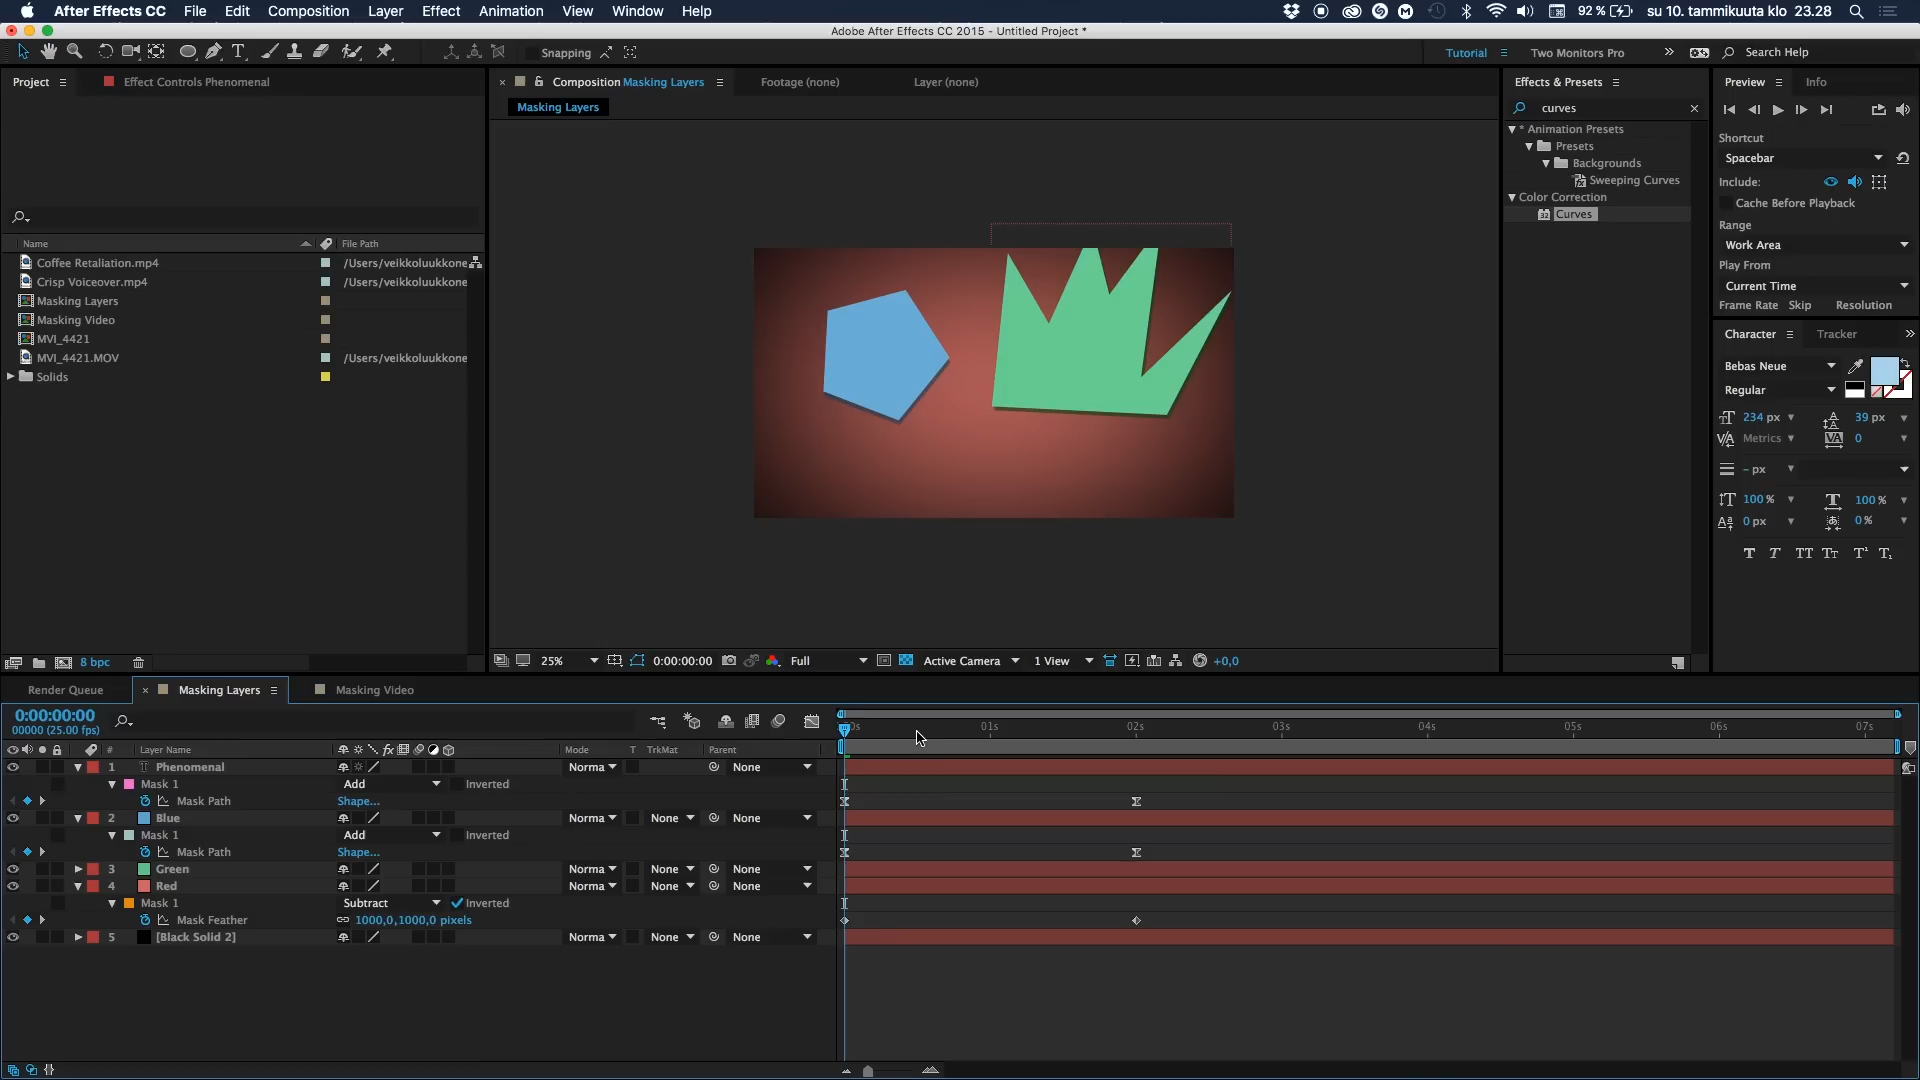 After Effects CC File Edit Composition Layer Effect Animation View Window Help 92 % su 10. tammikuuta klo 23.28
Adobe After Effects CC 2015 - Untitled Project *
Snapping Tutorial Two Monitors Pro Search Help
Project Effect Controls Phenomenal
Composition Masking Layers Footage (none) Layer (none)
Masking Layers
Effects & Presets
curves
* Animation Presets
Presets
Backgrounds
Sweeping Curves
Color Correction
Curves
Preview Info
Shortcut
Spacebar
Include:
Cache Before Playback
Range
Work Area
Play From
Current Time
Frame Rate Skip Resolution
Character Tracker
Bebas Neue
Regular
234 px 39 px
Metrics 0
- px
100 % 100 %
0 px 0 %
Name File Path
Coffee Retaliation.mp4 /Users/veikkoluukkone
Crisp Voiceover.mp4 /Users/veikkoluukkone
Masking Layers
Masking Video
MVI_4421
MVI_4421.MOV /Users/veikkoluukkone
Solids
8 bpc
25% 0:00:00:00 Full Active Camera 1 View +0,0
Render Queue Masking Layers Masking Video
0:00:00:00
00000 (25.00 fps)
01s 02s 03s 04s 05s 06s 07s
# Layer Name fx Mode T TrkMat Parent
1 Phenomenal Norma None
Mask 1 Add Inverted
Mask Path Shape...
2 Blue Norma None None
Mask 1 Add Inverted
Mask Path Shape...
3 Green Norma None None
4 Red Norma None None
Mask 1 Subtract Inverted
Mask Feather 1000,0,1000,0 pixels
5 [Black Solid 2] Norma None None